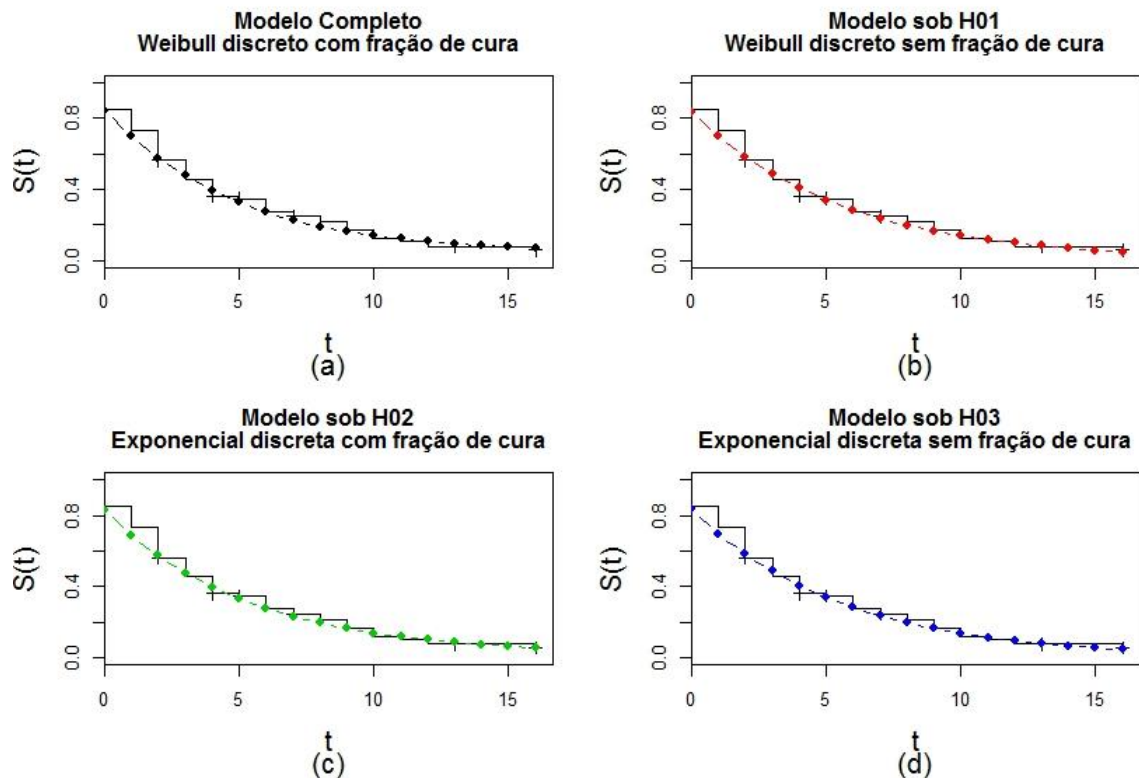 Modelo Completo
Weibull discreto com fração de cura
S(t)
0.8
0.4
0.0
0 5 10 15
t
(a)
Modelo sob H01
Weibull discreto sem fração de cura
S(t)
0.8
0.4
0.0
0 5 10 15
t
(b)
Modelo sob H02
Exponencial discreta com fração de cura
S(t)
0.8
0.4
0.0
0 5 10 15
t
(c)
Modelo sob H03
Exponencial discreta sem fração de cura
S(t)
0.8
0.4
0.0
0 5 10 15
t
(d)